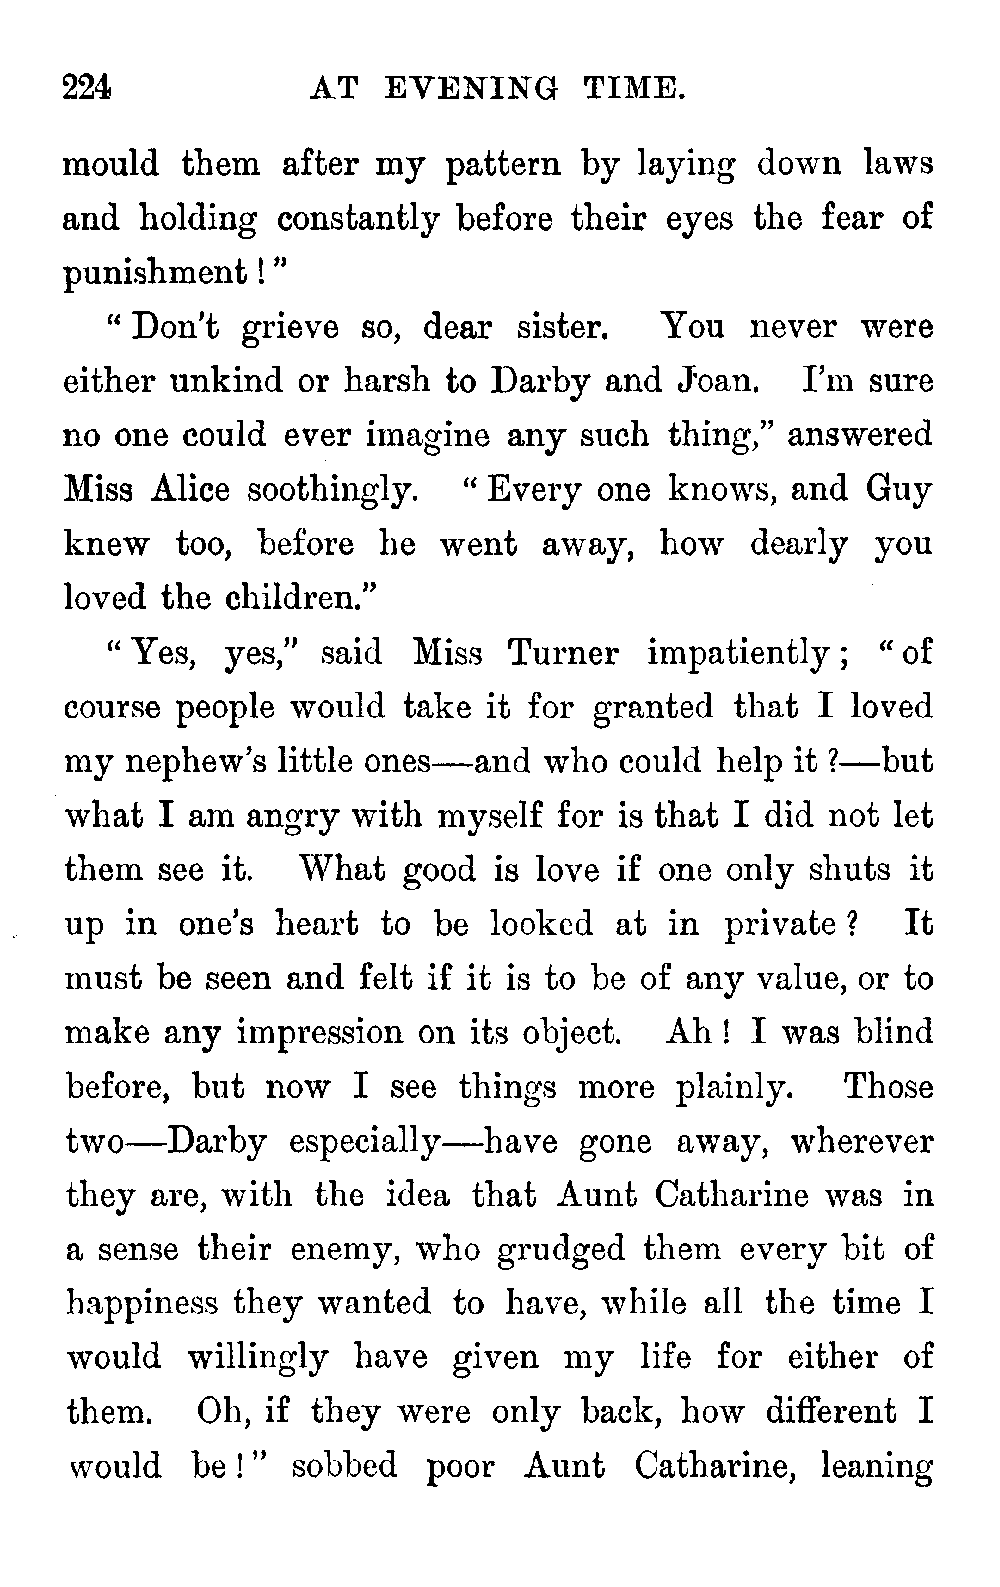 224 AT EVENING TIME.
mould them after my pattern by laying down laws
and holding constantly before their eyes the fear of
punishment!"
"Don't grieve so, dear sister. You never were
either unkind or harsh to Darby and Joan. I'm sure
no one could ever imagine any such thing," answered
Miss Alice soothingly. "Every one knows, and Guy
knew too, before he went away, how dearly you
loved the children."
"Yes, yes," said Miss Turner impatiently; "of
course people would take it for granted that I loved
my nephew's little ones—and who could help it?—but
what I am angry with myself for is that I did not let
them see it. What good is love if one only shuts it
up in one's heart to be looked at in private? It
must be seen and felt if it is to be of any value, or to
make any impression on its object. Ah! I was blind
before, but now I see things more plainly. Those
two—Darby especially—have gone away, wherever
they are, with the idea that Aunt Catharine was in
a sense their enemy, who grudged them every bit of
happiness they wanted to have, while all the time I
would willingly have given my life for either of
them. Oh, if they were only back, how different I
would be!" sobbed poor Aunt Catharine, leaning